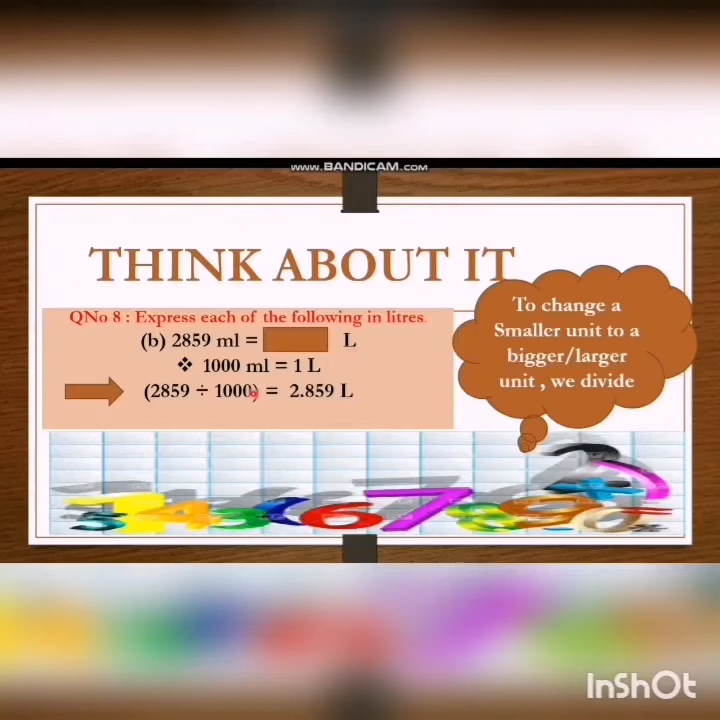 www.BANDICAM.com
THINK ABOUT IT
QNo 8 : Express each of the following in litres.
(b) 2859 ml = L
❖ 1000 ml = 1 L
(2859 ÷ 1000) = 2.859 L
To change a
Smaller unit to a
bigger/larger
unit , we divide
InShOt